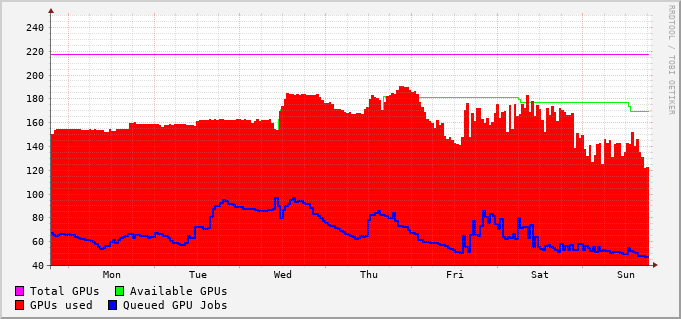 RRDTOOL / TOBI OETIKER
240
220
200
180
160
140
120
100
80
60
40
Mon Tue Wed Thu Fri Sat Sun
Total GPUs Available GPUs
GPUs used Queued GPU Jobs